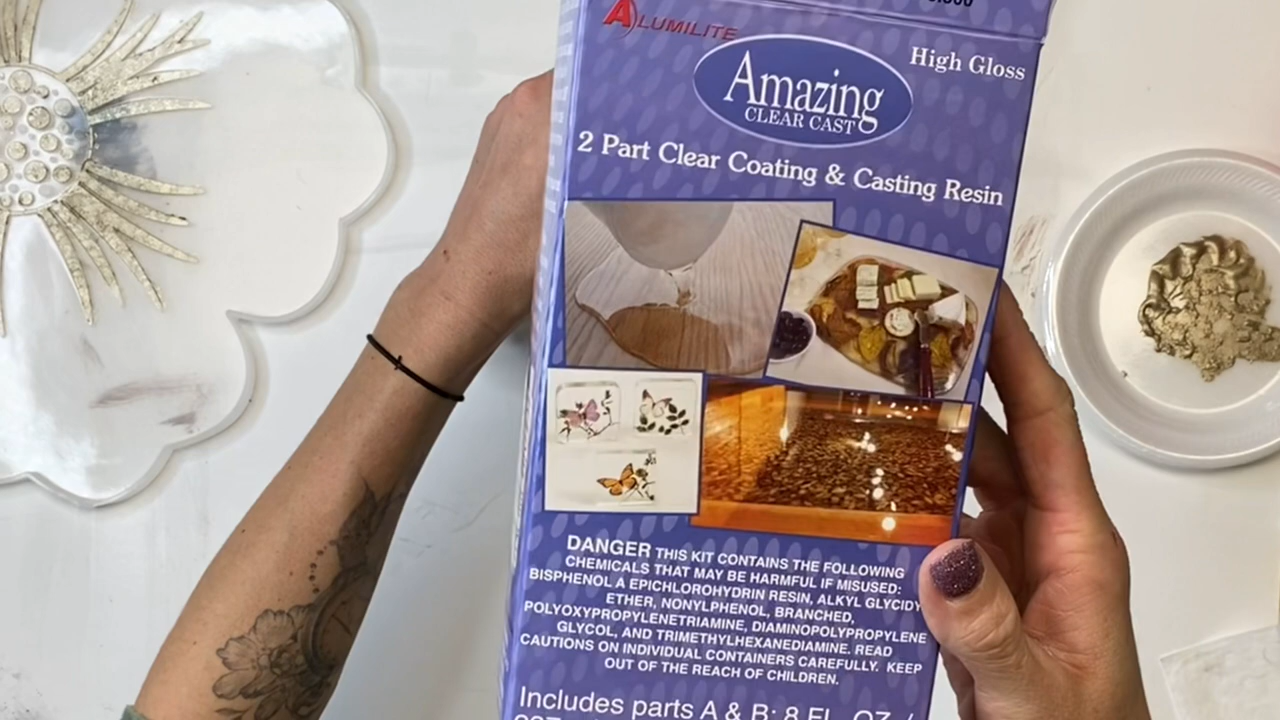 ALUMILITE
High Gloss
Amazing
CLEAR CAST
2 Part Clear Coating & Casting Resin
DANGER THIS KIT CONTAINS THE FOLLOWING
CHEMICALS THAT MAY BE HARMFUL IF MISUSED:
BISPHENOL A EPICHLOROHYDRIN RESIN, ALKYL GLYCIDY
ETHER, NONYLPHENOL, BRANCHED,
POLYOXYPROPYLENETRIAMINE, DIAMINOPOLYPROPYLENE
GLYCOL, AND TRIMETHYLHEXANEDIAMINE. READ
CAUTIONS ON INDIVIDUAL CONTAINERS CAREFULLY. KEEP
OUT OF THE REACH OF CHILDREN.
Includes parts A & B: 8 FL. OZ. /